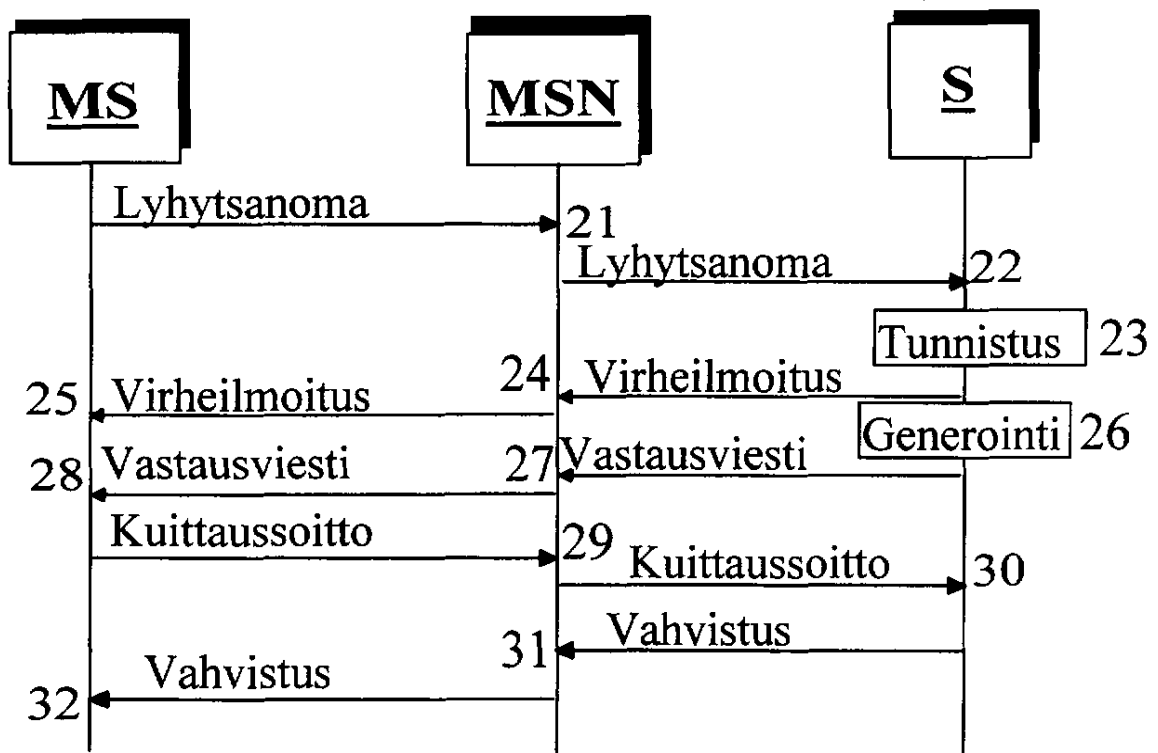 MS MSN S
Lyhytsanoma 21
Lyhytsanoma 22
Tunnistus 23
24 Virheilmoitus
25 Virheilmoitus
Generointi 26
27 Vastausviesti
28 Vastausviesti
Kuittaussoitto 29
Kuittaussoitto 30
31 Vahvistus
32 Vahvistus